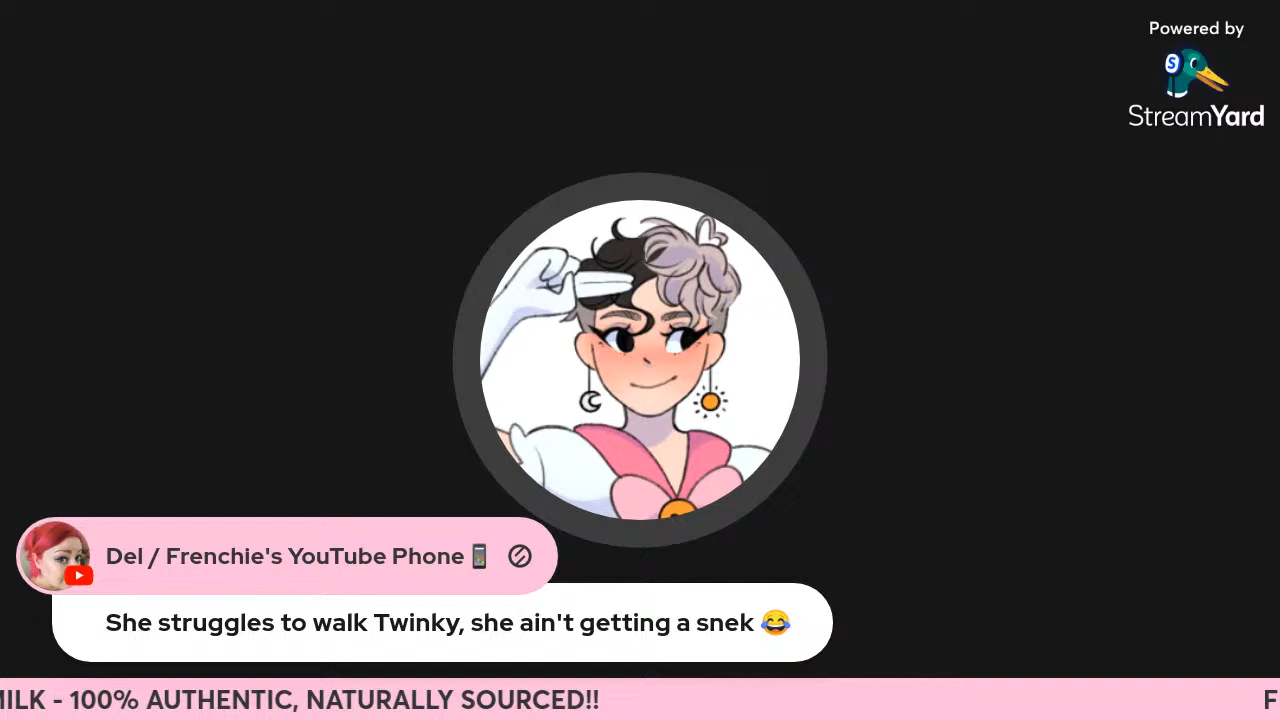 Powered by
StreamYard
Del / Frenchie's YouTube Phone📱
She struggles to walk Twinky, she ain't getting a snek 😂
MILK - 100% AUTHENTIC, NATURALLY SOURCED!! F